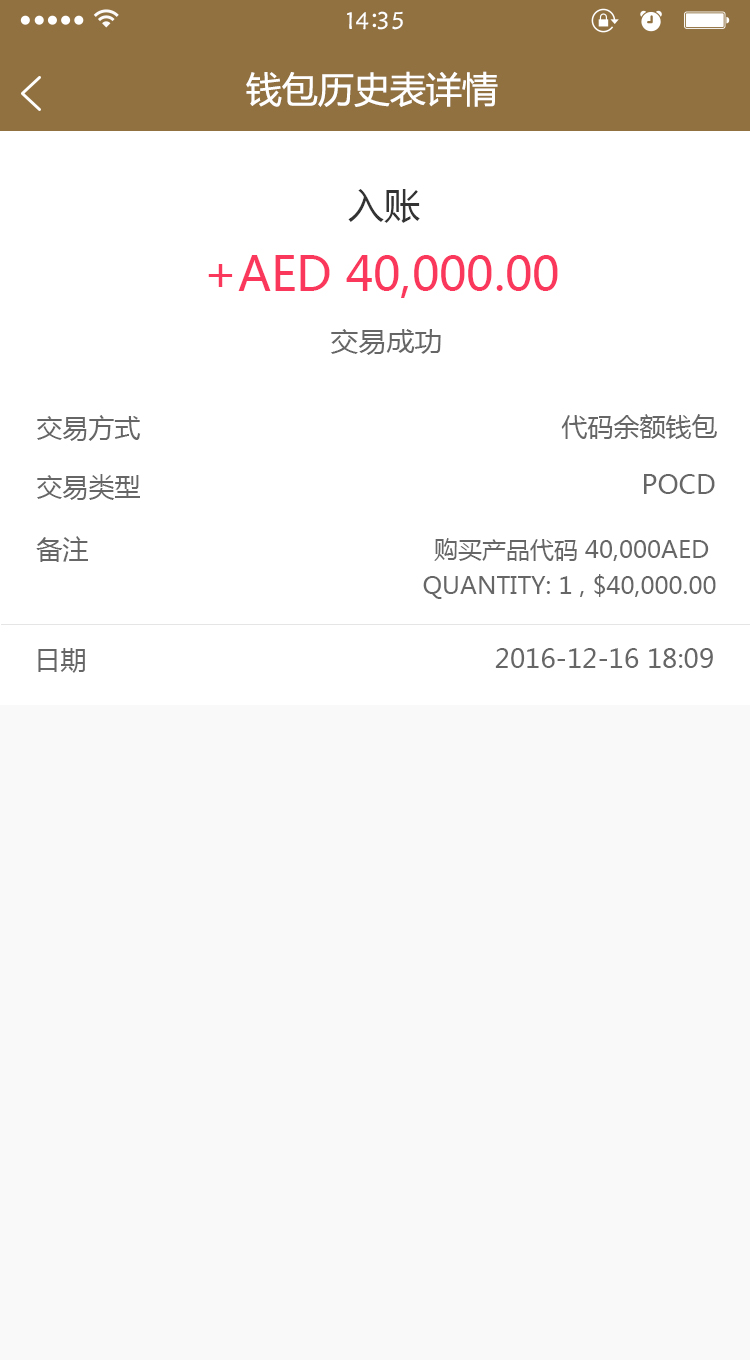 14:35
钱包历史表详情
入账
+AED 40,000.00
交易成功
交易方式 代码余额钱包
交易类型 POCD
备注 购买产品代码 40,000AED
QUANTITY: 1 , $40,000.00
日期 2016-12-16 18:09